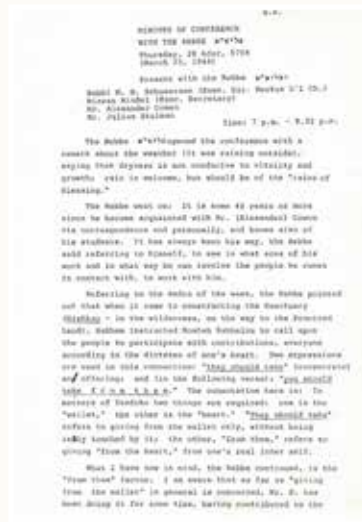 MINUTES OF CONFERENCE
WITH THE REBBE
Thursday, 28 Adar, 5704
(March 23, 1944)
Present with the Rebbe
Rabbi M. M. Schneerson (Exec. Dir. Merkos L'I Ch.)
Nissan Mindel (Exec. Secretary)
Mr. Alexander Cowen
Mr. Julius Stulman
Time: 7 p.m. - 8.32 p.m.
The Rebbe opened the conference with a
remark about the weather (it was raining outside),
saying that dryness is not conducive to vitality and
growth; rain is welcome, but should be of the "rains of
blessing."
The Rebbe went on: It is some 42 years or more
since he became acquainted with Mr. (Alexander) Cowen
via correspondence and personally, and knows also of
his students. It has always been his way, the Rebbe
said referring to himself, to see in what area of his
work and in what way he can involve the people he comes
in contact with, to work with him.
Referring to the Sedra of the week, the Rebbe pointed
out that when it came to constructing the Sanctuary
(Mishkan - in the wilderness, on the way to the Promised
Land), Hashem instructed Mosheh Rabbeinu to call upon
the people to participate with contributions, everyone
according to the dictates of one's heart. Two expressions
are used in this connection: "they should take
an offering; and (in the following verse) "you should
take f r o m t h e m." The connotation here is: In
matters of Tzedoko two things are required: one is the
"wallet," the other is the "heart." "They should take"
refers to giving from the wallet only, without being
really touched by it; the other, "from them," refers to
giving "from the heart," from one's real inner self.
What I have now in mind, the Rebbe continued, is the
"from them" factor. I am aware that as far as "giving
from the wallet" in general is concerned, Mr. S. has
been doing it for some time, having contributed to the